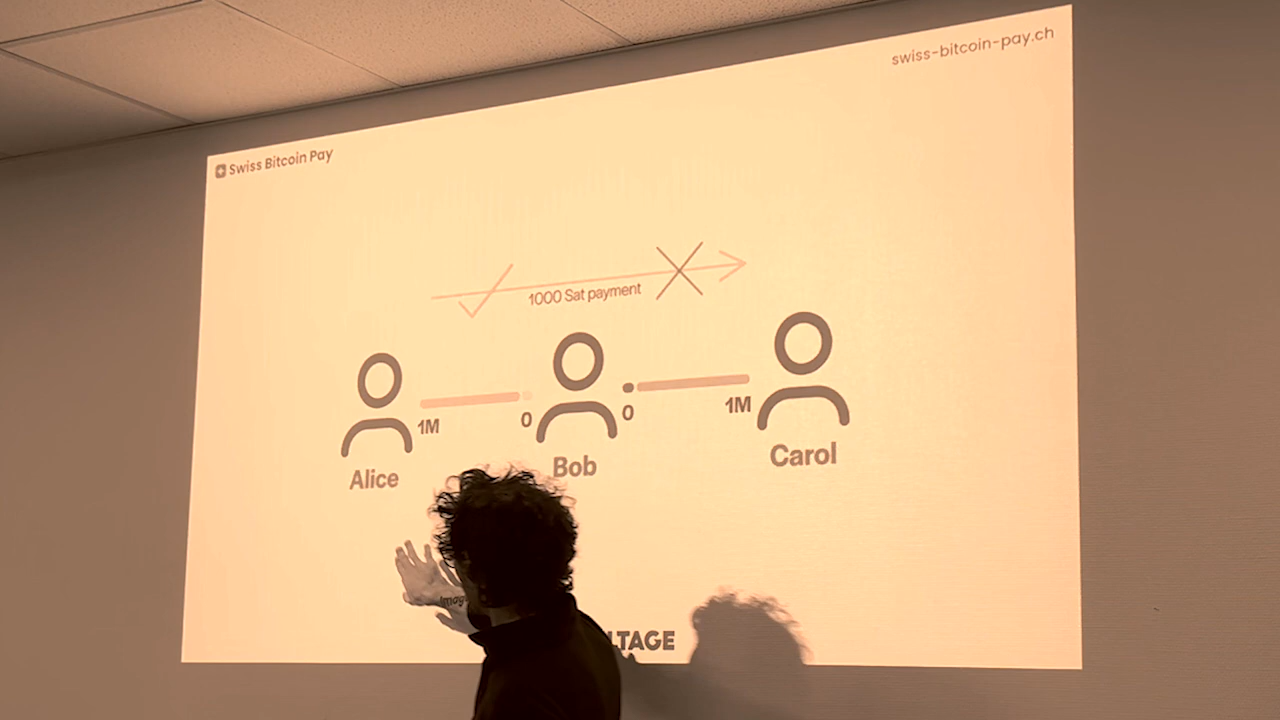 swiss-bitcoin-pay.ch
Swiss Bitcoin Pay
1000 Sat payment
1M
0
0
1M
Alice
Bob
Carol